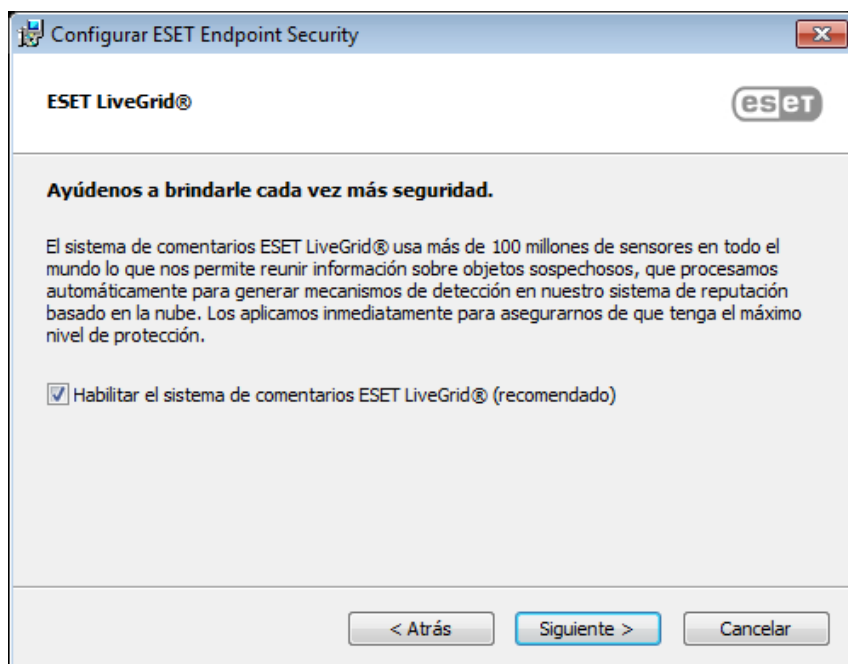 Configurar ESET Endpoint Security
ESET LiveGrid®
eseT
Ayúdenos a brindarle cada vez más seguridad.
El sistema de comentarios ESET LiveGrid® usa más de 100 millones de sensores en todo el
mundo lo que nos permite reunir información sobre objetos sospechosos, que procesamos
automáticamente para generar mecanismos de detección en nuestro sistema de reputación
basado en la nube. Los aplicamos inmediatamente para asegurarnos de que tenga el máximo
nivel de protección.
Habilitar el sistema de comentarios ESET LiveGrid® (recomendado)
< Atrás
Siguiente >
Cancelar